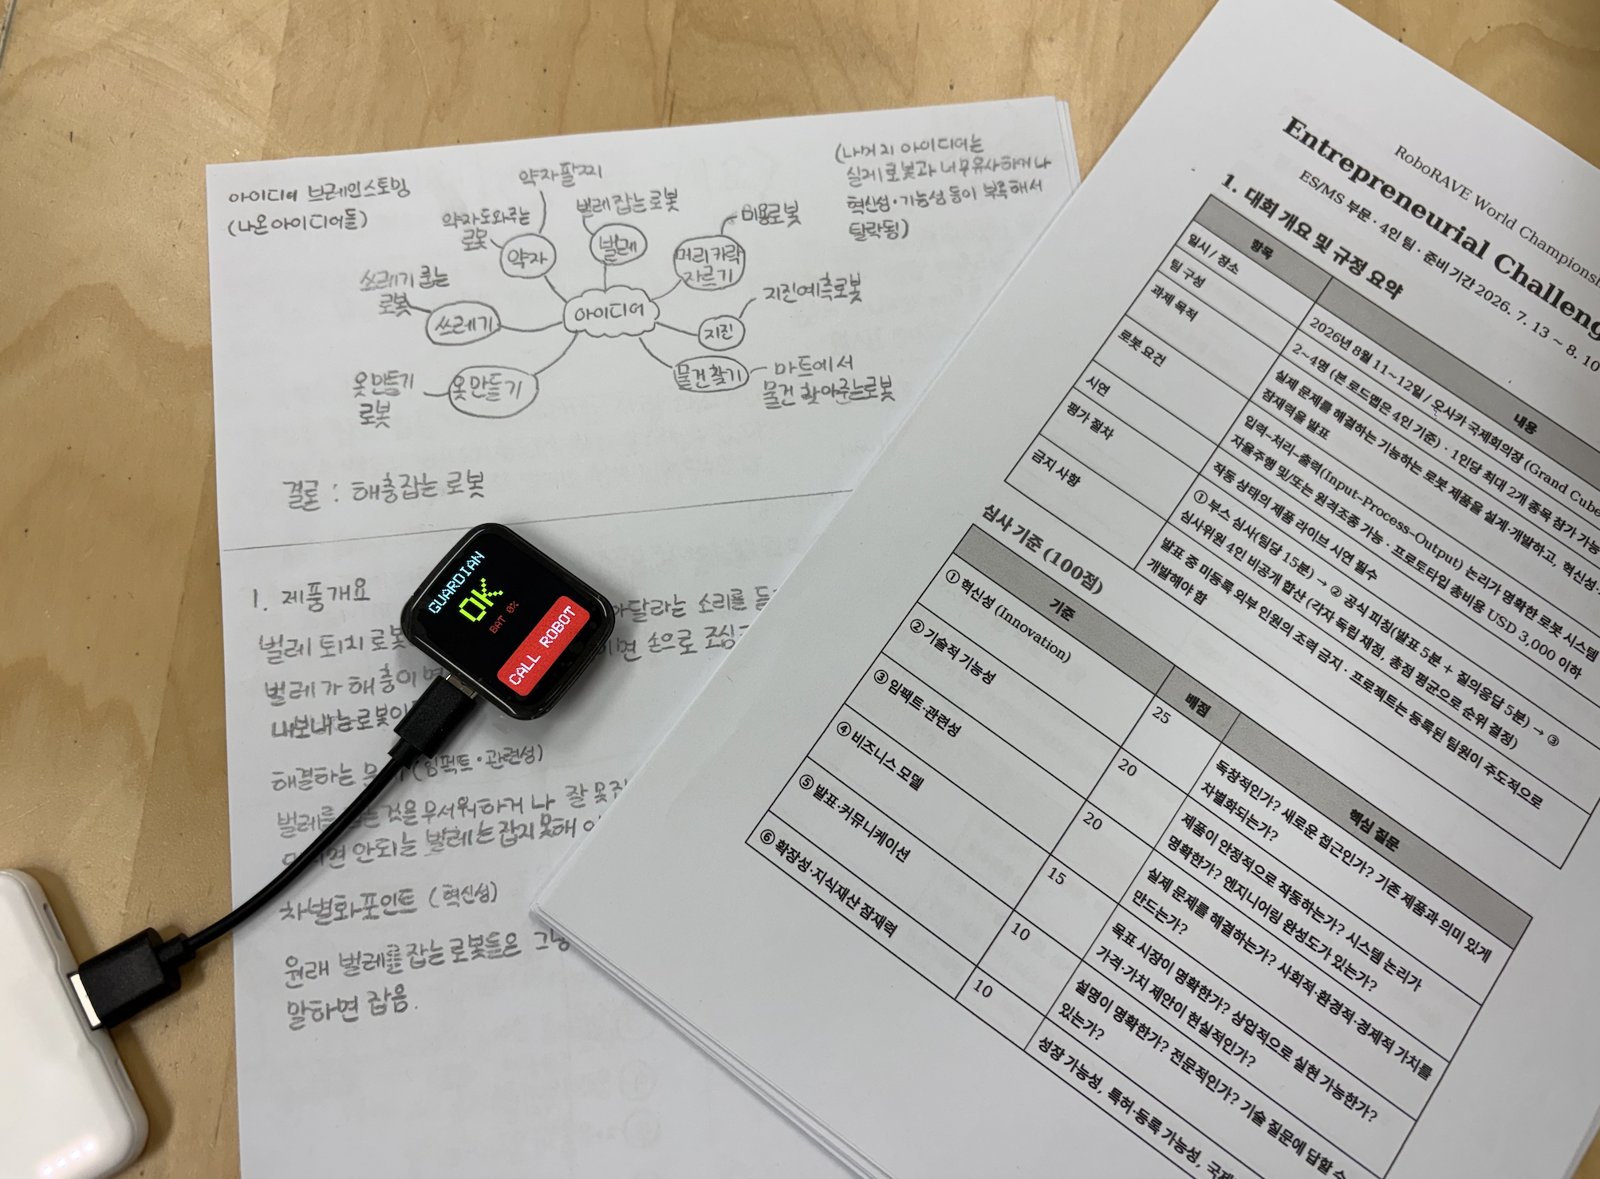 아이디어 브레인스토밍
(나온 아이디어들)
약자 팔찌
약자 도와주는
로봇
약자
벌레 잡는 로봇
벌레
미용로봇
머리카락
자르기
(나머지 아이디어는
실제 로봇과 너무 유사하거나
혁신성·기능성 등이 부족해서
탈락됨)
쓰레기 줍는
로봇
쓰레기
아이디어
지진예측로봇
지진
옷 만들기
로봇
옷 만들기
물건 찾기
마트에서
물건 찾아주는로봇
결론 : 해충잡는 로봇
1. 제품개요
벌레 퇴치 로봇
아달라는 소리를
이면 손으로 조심
벌레가 해충이면
내보내는로봇이
해결하는 (임팩트·관련성)
벌레를 것을 무서워하거나 잘 못
안되는 벌레는 잡지 못해
차별화포인트 (혁신성)
원래 벌레를 잡는 로봇들은 그냥
말하면 잡음.
GUARDIAN
OK
BAT 0%
CALL ROBOT
RoboRAVE World Championship
Entrepreneurial Challeng
ES/MS 부문 · 4인 팀 · 준비 기간 2026. 7. 13 ~ 8. 10
1. 대회 개요 및 규정 요약
항목
내용
일시 / 장소
2026년 8월 11~12일 / 오사카 국제회의장 (Grand Cube
팀 구성
2~4명 (본 로드맵은 4인 기준) · 1인당 최대 2개 종목 참가 가능
과제 목적
실제 문제를 해결하는 기능하는 로봇 제품을 설계·개발하고, 혁신성·
잠재력을 발표
로봇 요건
입력-처리-출력(Input-Process-Output) 논리가 명확한 로봇 시스템
자율주행 및/또는 원격조종 가능 · 프로토타입 총비용 USD 3,000 이하
시연
작동 상태의 제품 라이브 시연 필수
평가 절차
① 부스 심사(팀당 15분) → ② 공식 피칭(발표 5분 + 질의응답 5분) → ③
심사위원 4인 비공개 합산 (각자 독립 채점, 총점 평균으로 순위 결정)
금지 사항
발표 중 미등록 외부 인원의 조력 금지 · 프로젝트는 등록된 팀원이 주도적으로
개발해야 함
심사 기준 (100점)
기준
배점
핵심 질문
① 혁신성 (Innovation)
25
독창적인가? 새로운 접근인가? 기존 제품과 의미 있게
차별화되는가?
② 기술적 기능성
20
제품이 안정적으로 작동하는가? 시스템 논리가
명확한가? 엔지니어링 완성도가 있는가?
③ 임팩트·관련성
20
실제 문제를 해결하는가? 사회적·환경적·경제적 가치를
만드는가?
④ 비즈니스 모델
15
목표 시장이 명확한가? 상업적으로 실현 가능한가?
가격·가치 제안이 현실적인가?
⑤ 발표·커뮤니케이션
10
설명이 명확한가? 전문적인가? 기술 질문에 답할 수
있는가?
⑥ 확장성·지식재산 잠재력
10
성장 가능성, 특허·등록 가능성, 국제